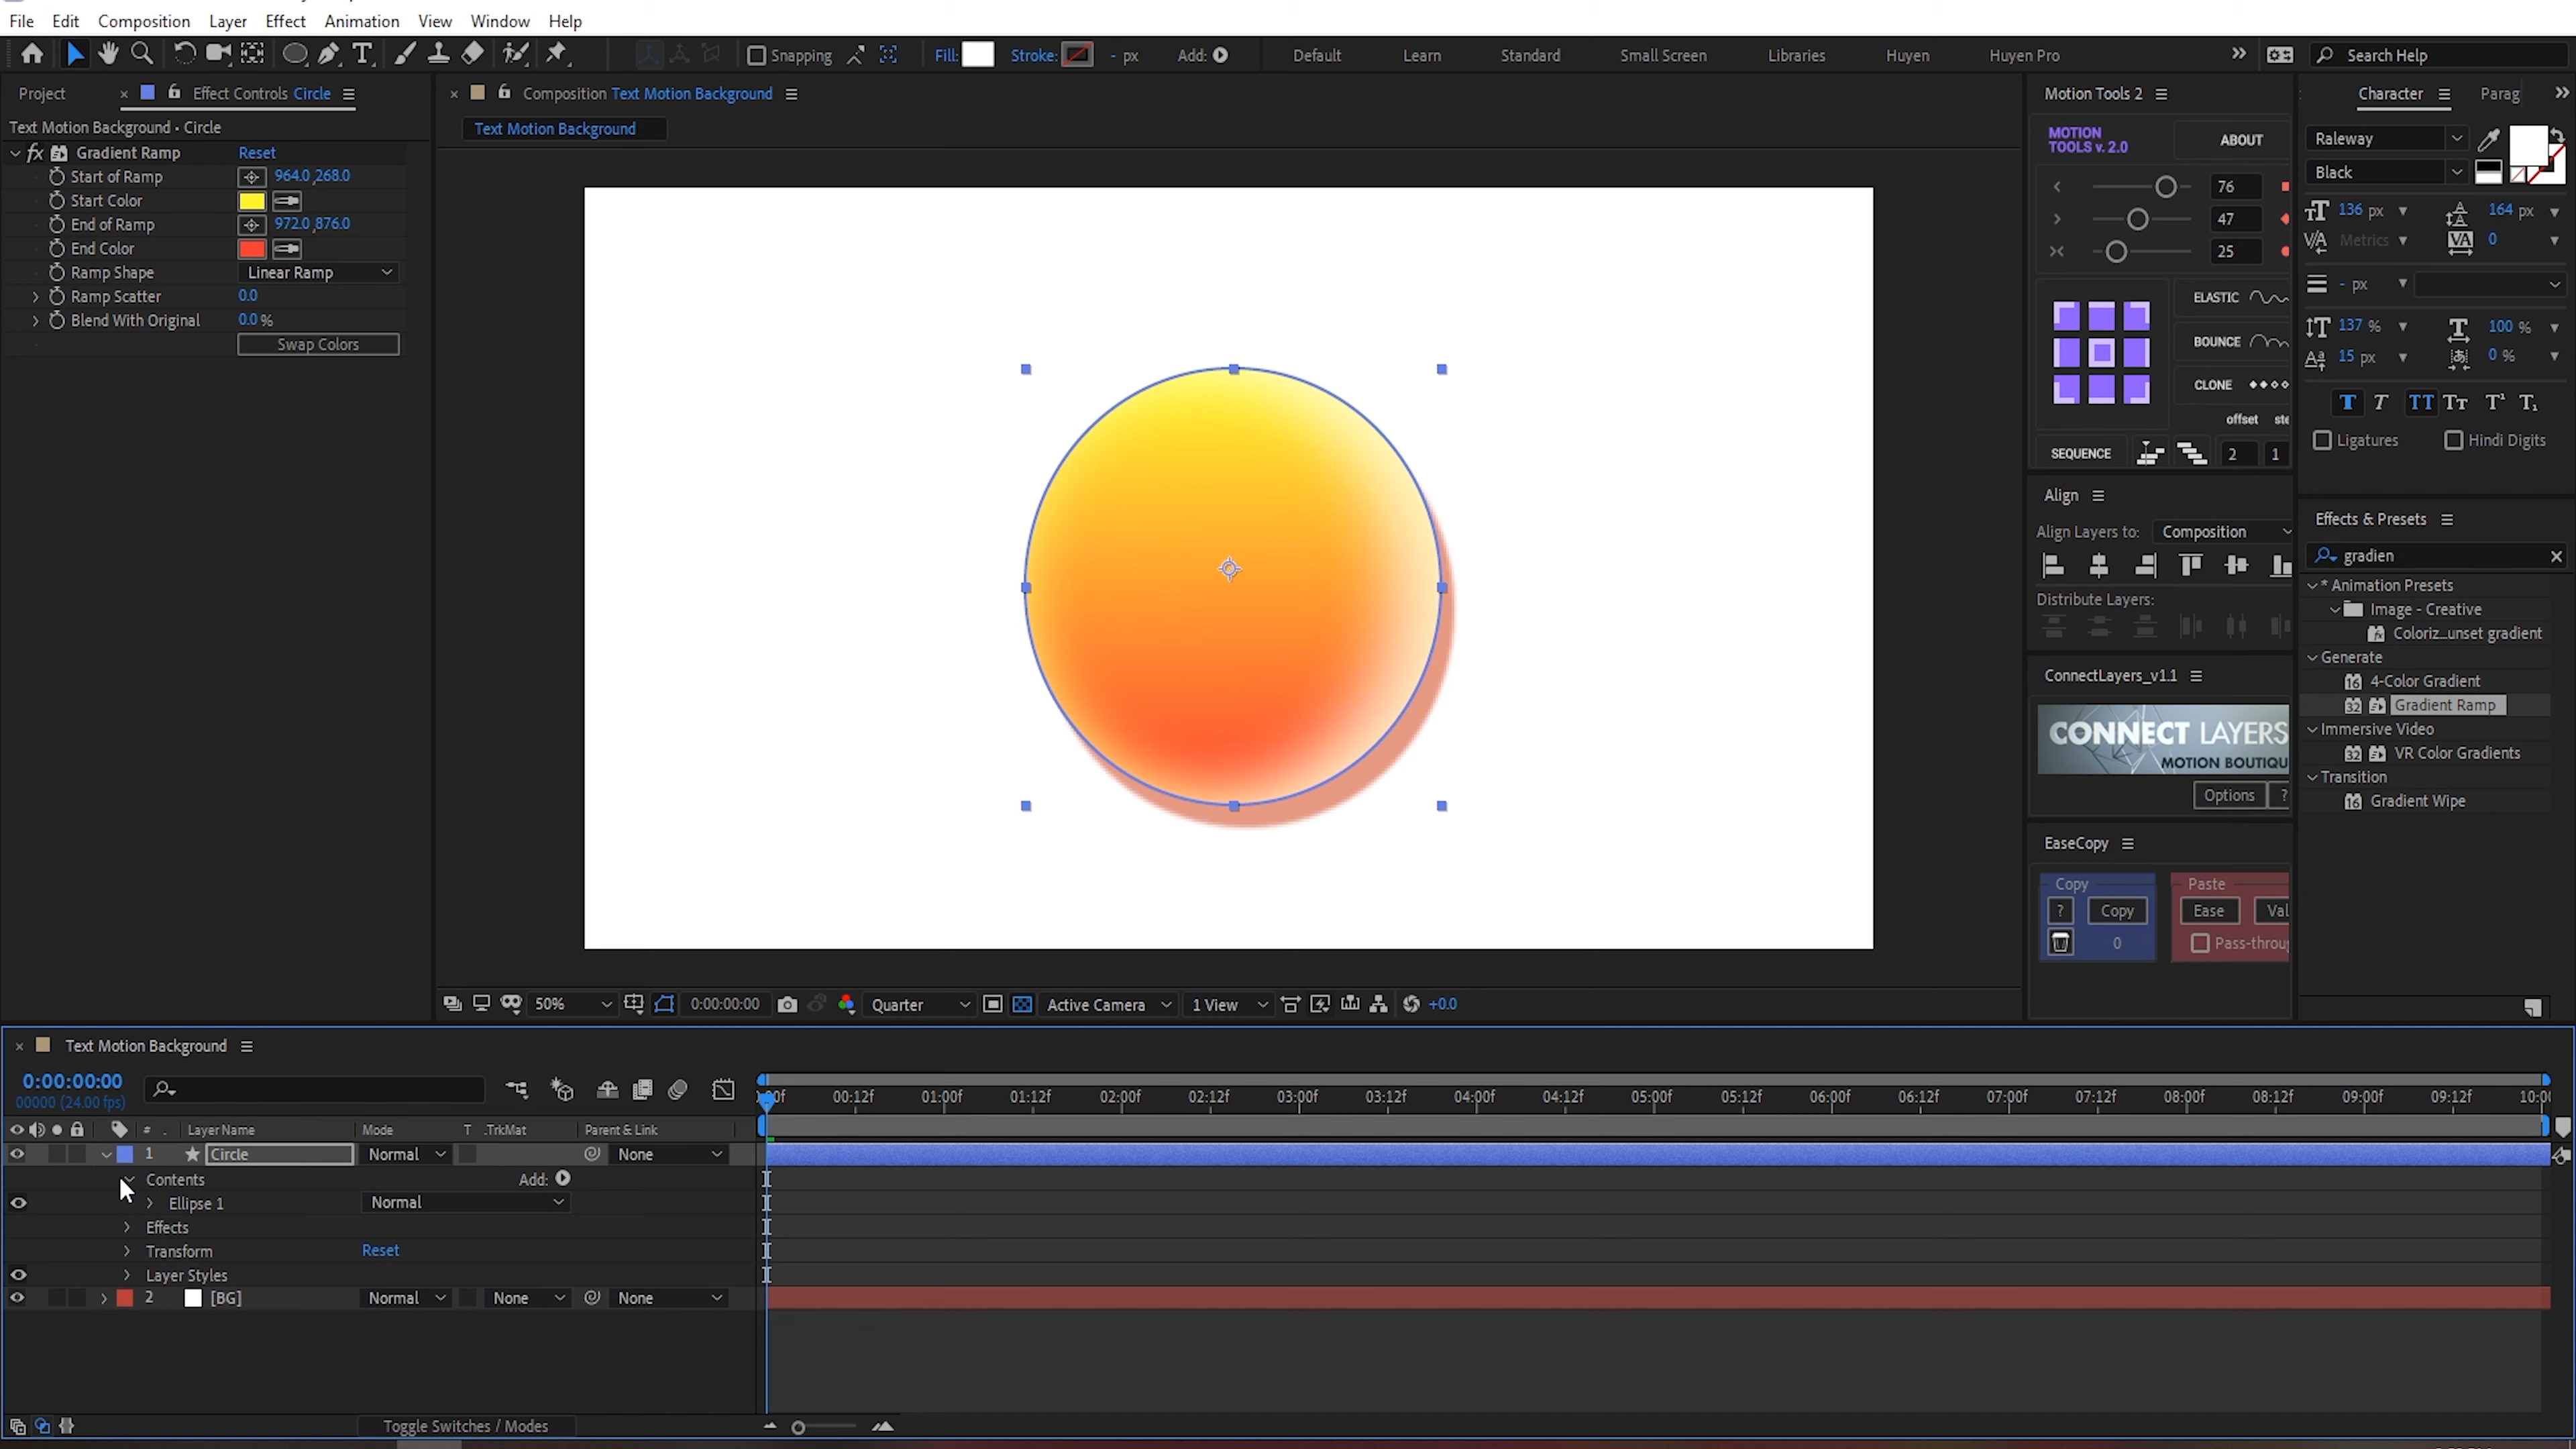 File Edit Composition Layer Effect Animation View Window Help
Snapping Fill: Stroke: - px Add: Default Learn Standard Small Screen Libraries Huyen Huyen Pro Search Help
Project × Effect Controls Circle
× Composition Text Motion Background
Text Motion Background • Circle
Text Motion Background
fx Gradient Ramp Reset
Start of Ramp 964.0,268.0
Start Color
End of Ramp 972.0,876.0
End Color
Ramp Shape Linear Ramp
Ramp Scatter 0.0
Blend With Original 0.0 %
Swap Colors
Motion Tools 2
MOTION
TOOLS v. 2.0
ABOUT
76
47
25
ELASTIC
BOUNCE
CLONE
offset
SEQUENCE 2 1
Align
Align Layers to: Composition
Distribute Layers:
ConnectLayers_v1.1
CONNECT LAYERS
MOTION BOUTIQU
Options ?
EaseCopy
Copy Paste
? Copy Ease Val
0 Pass-throu
Character Parag
Raleway
Black
136 px 164 px
Metrics 0
- px
137 % 100 %
15 px 0 %
T T TT Tт T¹ T₁
Ligatures Hindi Digits
Effects & Presets
gradien
* Animation Presets
Image - Creative
Coloriz...unset gradient
Generate
16 4-Color Gradient
32 Gradient Ramp
Immersive Video
32 VR Color Gradients
Transition
16 Gradient Wipe
50% 0:00:00:00 Quarter Active Camera 1 View +0.0
× Text Motion Background
0:00:00:00
00000 (24.00 fps)
00:12f 01:00f 01:12f 02:00f 02:12f 03:00f 03:12f 04:00f 04:12f 05:00f 05:12f 06:00f 06:12f 07:00f 07:12f 08:00f 08:12f 09:00f 09:12f 10:0
# . Layer Name Mode T .TrkMat Parent & Link
1 Circle Normal None
Contents Add:
Ellipse 1 Normal
Effects
Transform Reset
Layer Styles
2 [BG] Normal None None
Toggle Switches / Modes